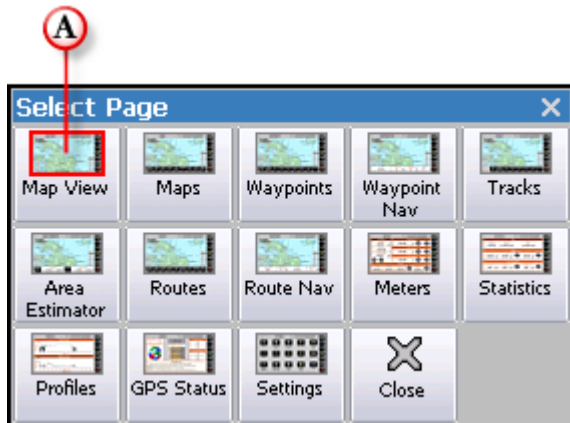 A
Select Page
Map View Maps Waypoints Waypoint Nav Tracks
Area Estimator Routes Route Nav Meters Statistics
Profiles GPS Status Settings Close